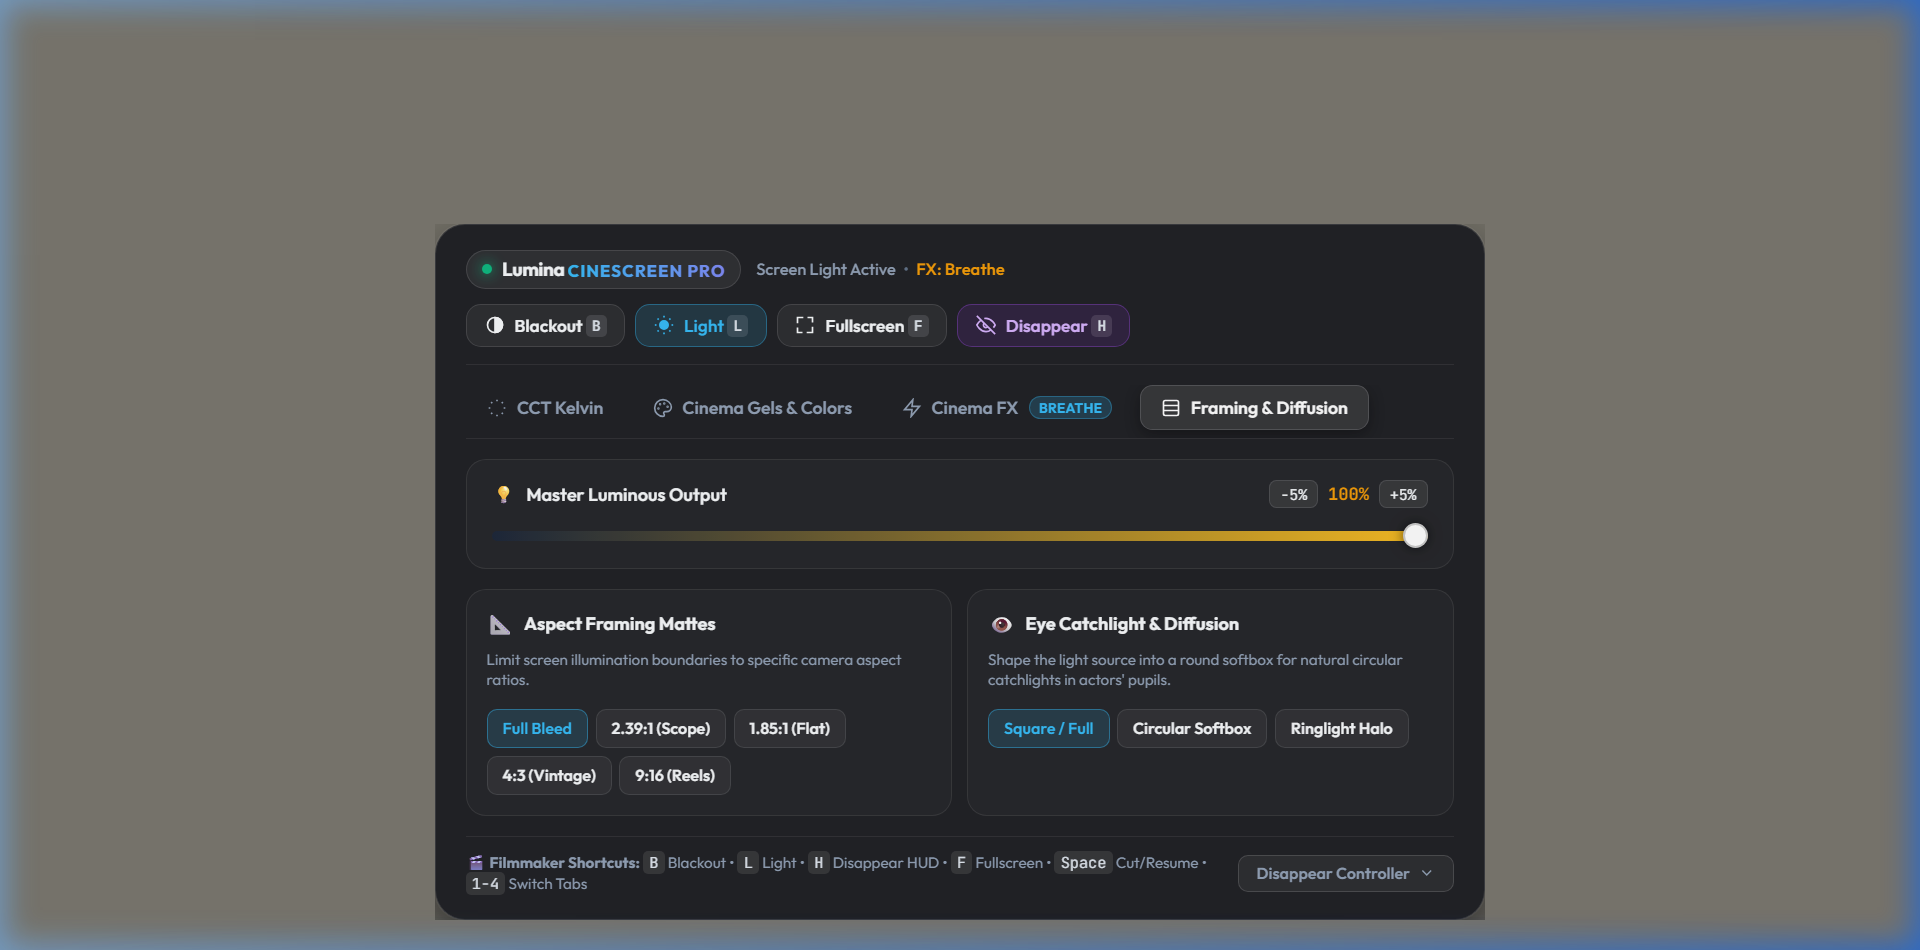 Lumina CINESCREEN PRO Screen Light Active • FX: Breathe
Blackout B Light L Fullscreen F Disappear H
CCT Kelvin Cinema Gels & Colors Cinema FX BREATHE Framing & Diffusion
Master Luminous Output -5% 100% +5%
Aspect Framing Mattes
Limit screen illumination boundaries to specific camera aspect
ratios.
Full Bleed 2.39:1 (Scope) 1.85:1 (Flat)
4:3 (Vintage) 9:16 (Reels)
Eye Catchlight & Diffusion
Shape the light source into a round softbox for natural circular
catchlights in actors' pupils.
Square / Full Circular Softbox Ringlight Halo
Filmmaker Shortcuts: B Blackout • L Light • H Disappear HUD • F Fullscreen • Space Cut/Resume •
1-4 Switch Tabs
Disappear Controller